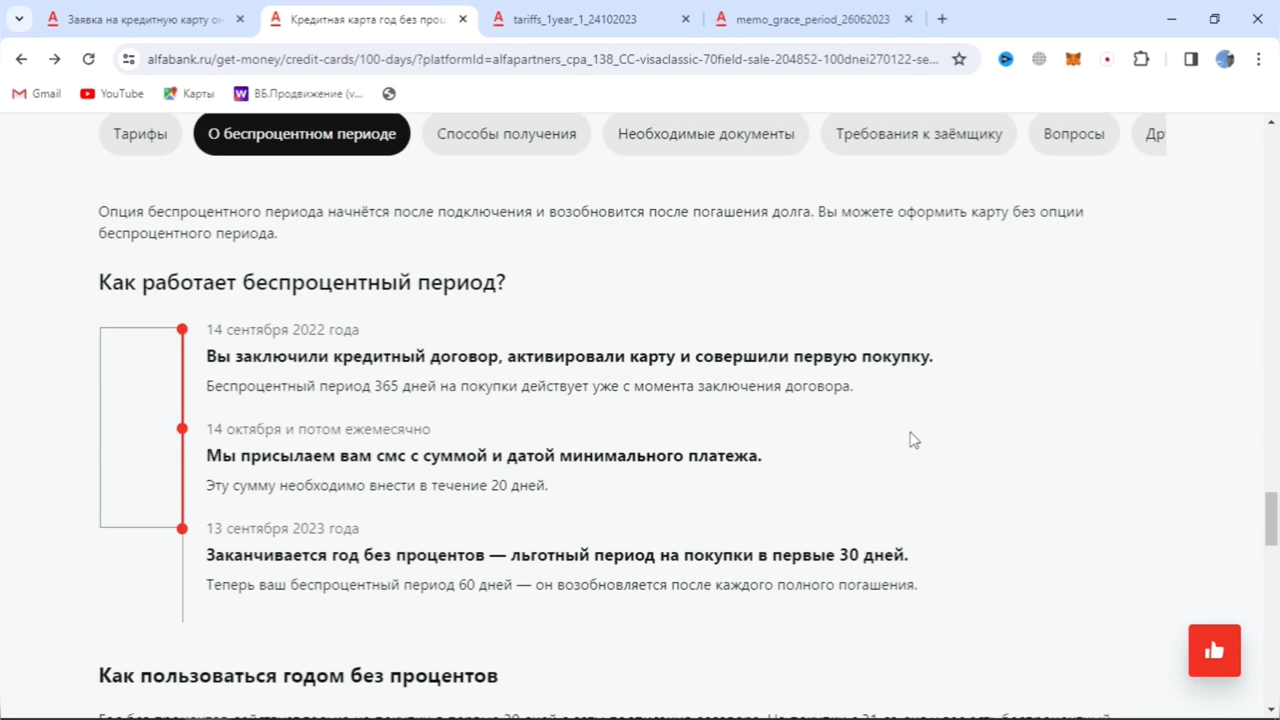 Заявка на кредитную карту он
Кредитная карта год без проц
tariffs_1year_1_24102023
memo_grace_period_26062023
alfabank.ru/get-money/credit-cards/100-days/?platformId=alfapartners_cpa_138_CC-visaclassic-70field-sale-204852-100dnei270122-se...
Gmail
YouTube
Карты
ВБ.Продвижение (v...
Тарифы
О беспроцентном периоде
Способы получения
Необходимые документы
Требования к заёмщику
Вопросы
Др
Опция беспроцентного периода начнётся после подключения и возобновится после погашения долга. Вы можете оформить карту без опции
беспроцентного периода.
Как работает беспроцентный период?
14 сентября 2022 года
Вы заключили кредитный договор, активировали карту и совершили первую покупку.
Беспроцентный период 365 дней на покупки действует уже с момента заключения договора.
14 октября и потом ежемесячно
Мы присылаем вам смс с суммой и датой минимального платежа.
Эту сумму необходимо внести в течение 20 дней.
13 сентября 2023 года
Заканчивается год без процентов — льготный период на покупки в первые 30 дней.
Теперь ваш беспроцентный период 60 дней — он возобновляется после каждого полного погашения.
Как пользоваться годом без процентов